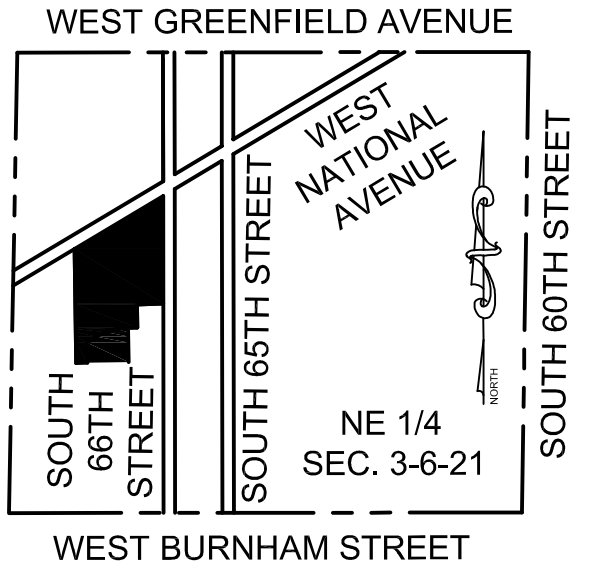 WEST GREENFIELD AVENUE
WEST
NATIONAL
AVENUE
SOUTH 60TH STREET
SOUTH 65TH STREET
SOUTH
66TH
STREET
NORTH
NE 1/4
SEC. 3-6-21
WEST BURNHAM STREET